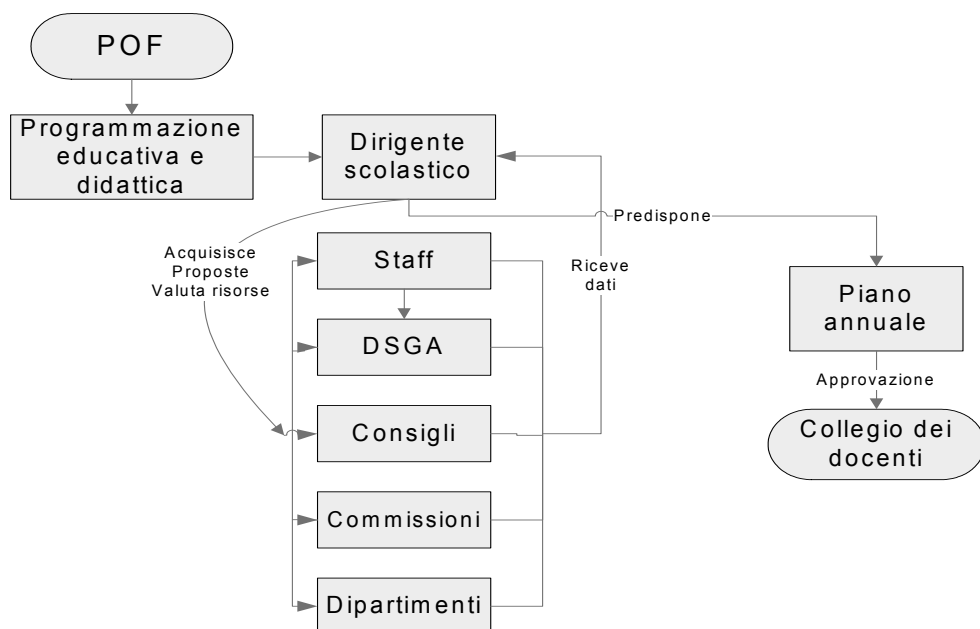 POF
Programmazione
educativa e
didattica
Dirigente
scolastico
Predispone
Acquisisce
Proposte
Valuta risorse
Staff
Riceve
dati
Piano
annuale
DSGA
Approvazione
Consigli
Collegio dei
docenti
Commissioni
Dipartimenti